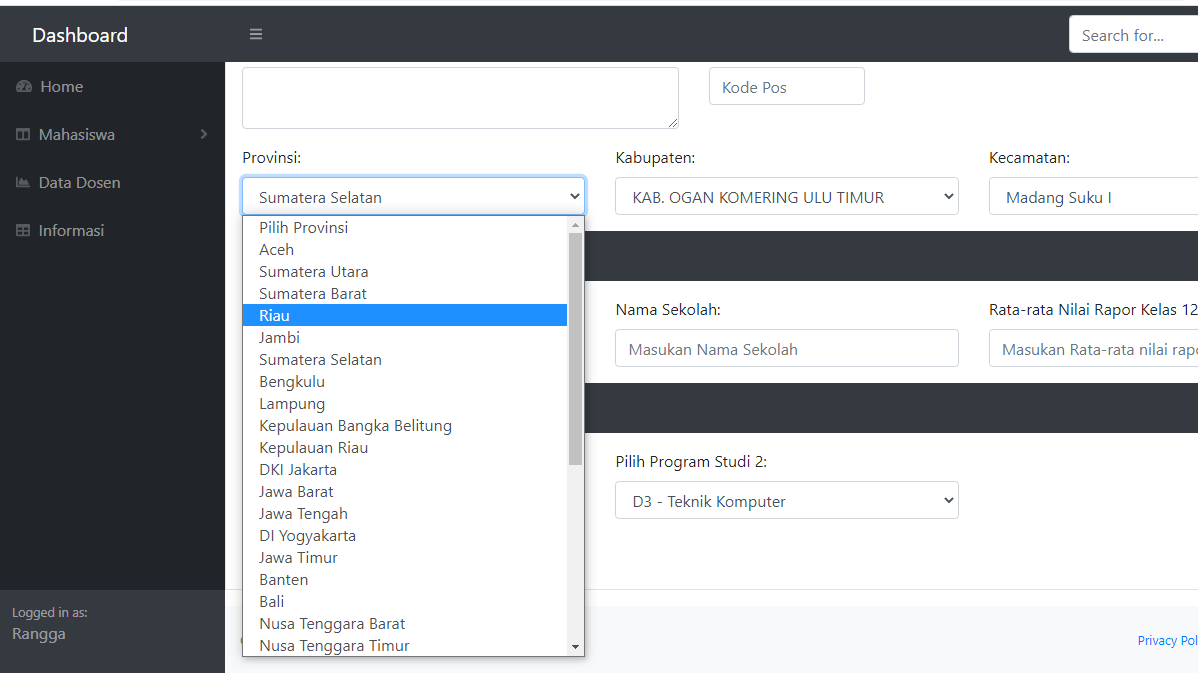 Dashboard
Search for...
Home
Mahasiswa
Data Dosen
Informasi
Logged in as:
Rangga
Kode Pos
Provinsi:
Sumatera Selatan
Pilih Provinsi
Aceh
Sumatera Utara
Sumatera Barat
Riau
Jambi
Sumatera Selatan
Bengkulu
Lampung
Kepulauan Bangka Belitung
Kepulauan Riau
DKI Jakarta
Jawa Barat
Jawa Tengah
DI Yogyakarta
Jawa Timur
Banten
Bali
Nusa Tenggara Barat
Nusa Tenggara Timur
Kabupaten:
KAB. OGAN KOMERING ULU TIMUR
Kecamatan:
Madang Suku I
Nama Sekolah:
Masukan Nama Sekolah
Rata-rata Nilai Rapor Kelas 12
Masukan Rata-rata nilai rapo
Pilih Program Studi 2:
D3 - Teknik Komputer
Privacy Pol